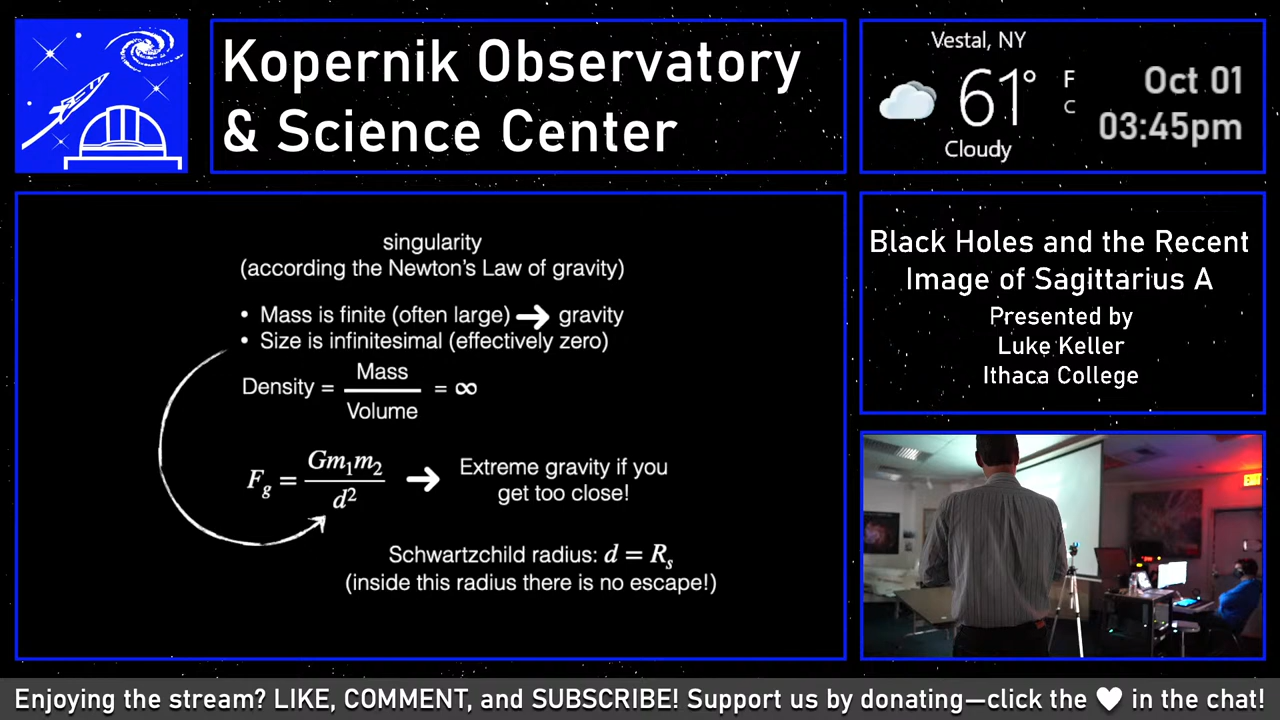 Kopernik Observatory
& Science Center
Vestal, NY
61°
F
C
Cloudy
Oct 01
03:45pm
singularity
(according the Newton's Law of gravity)
• Mass is finite (often large) → gravity
• Size is infinitesimal (effectively zero)
Density = Mass / Volume = ∞
F_g = Gm₁m₂ / d² → Extreme gravity if you
get too close!
Schwartzchild radius: d = R_s
(inside this radius there is no escape!)
Black Holes and the Recent
Image of Sagittarius A
Presented by
Luke Keller
Ithaca College
Enjoying the stream? LIKE, COMMENT, and SUBSCRIBE! Support us by donating—click the ♥ in the chat!